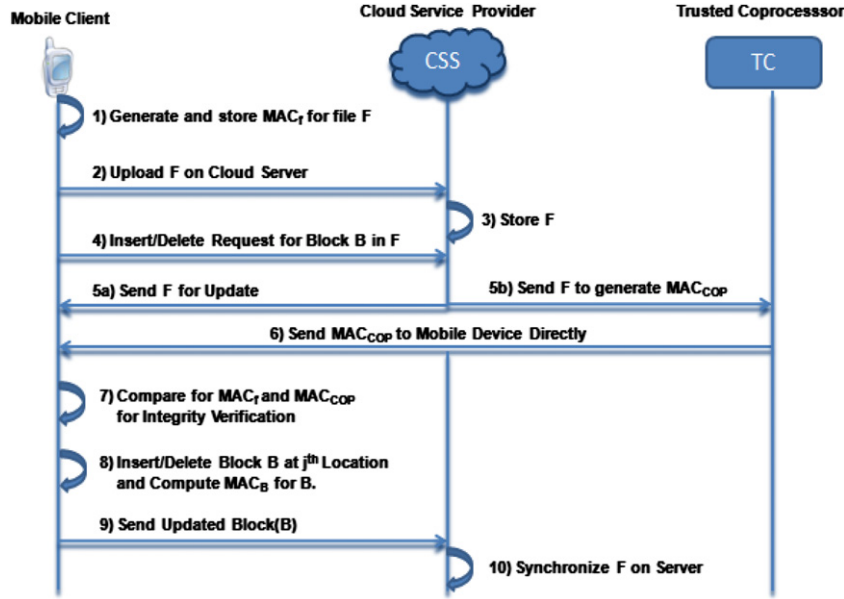 Cloud Service Provider
Trusted Coprocesssor
Mobile Client
CSS
TC
1) Generate and store MACf for file F
2) Upload F on Cloud Server
3) Store F
4) Insert/Delete Request for Block B in F
5a) Send F for Update
5b) Send F to generate MACCOP
6) Send MACCOP to Mobile Device Directly
7) Compare for MACf and MACCOP
for Integrity Verification
8) Insert/Delete Block B at jth Location
and Compute MACB for B.
9) Send Updated Block(B)
10) Synchronize F on Server